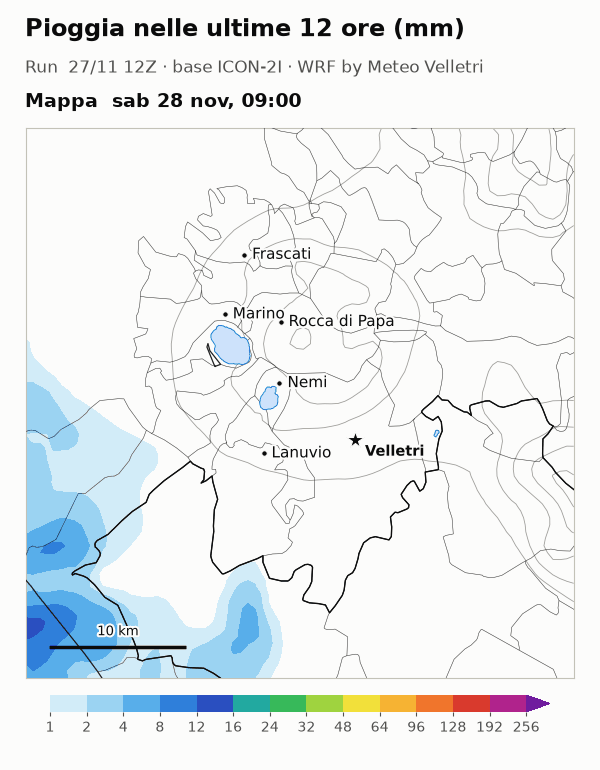 Pioggia nelle ultime 12 ore (mm)
Run  27/11 12Z · base ICON-2I · WRF by Meteo Velletri
Mappa  sab 28 nov, 09:00
Frascati
Marino
Rocca di Papa
Nemi
Velletri
Lanuvio
10 km
1 2 4 8 12 16 24 32 48 64 96 128 192 256